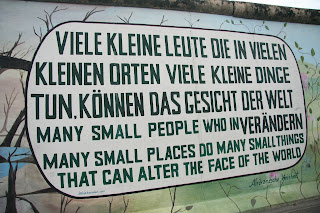 VIELE KLEINE LEUTE DIE IN VIELEN
KLEINEN ORTEN VIELE KLEINE DINGE
TUN, KÖNNEN DAS GESICHT DER WELT
MANY SMALL PEOPLE WHO IN VERÄNDERN
MANY SMALL PLACES DO MANY SMALL THINGS
THAT CAN ALTER THE FACE OF THE WORLD